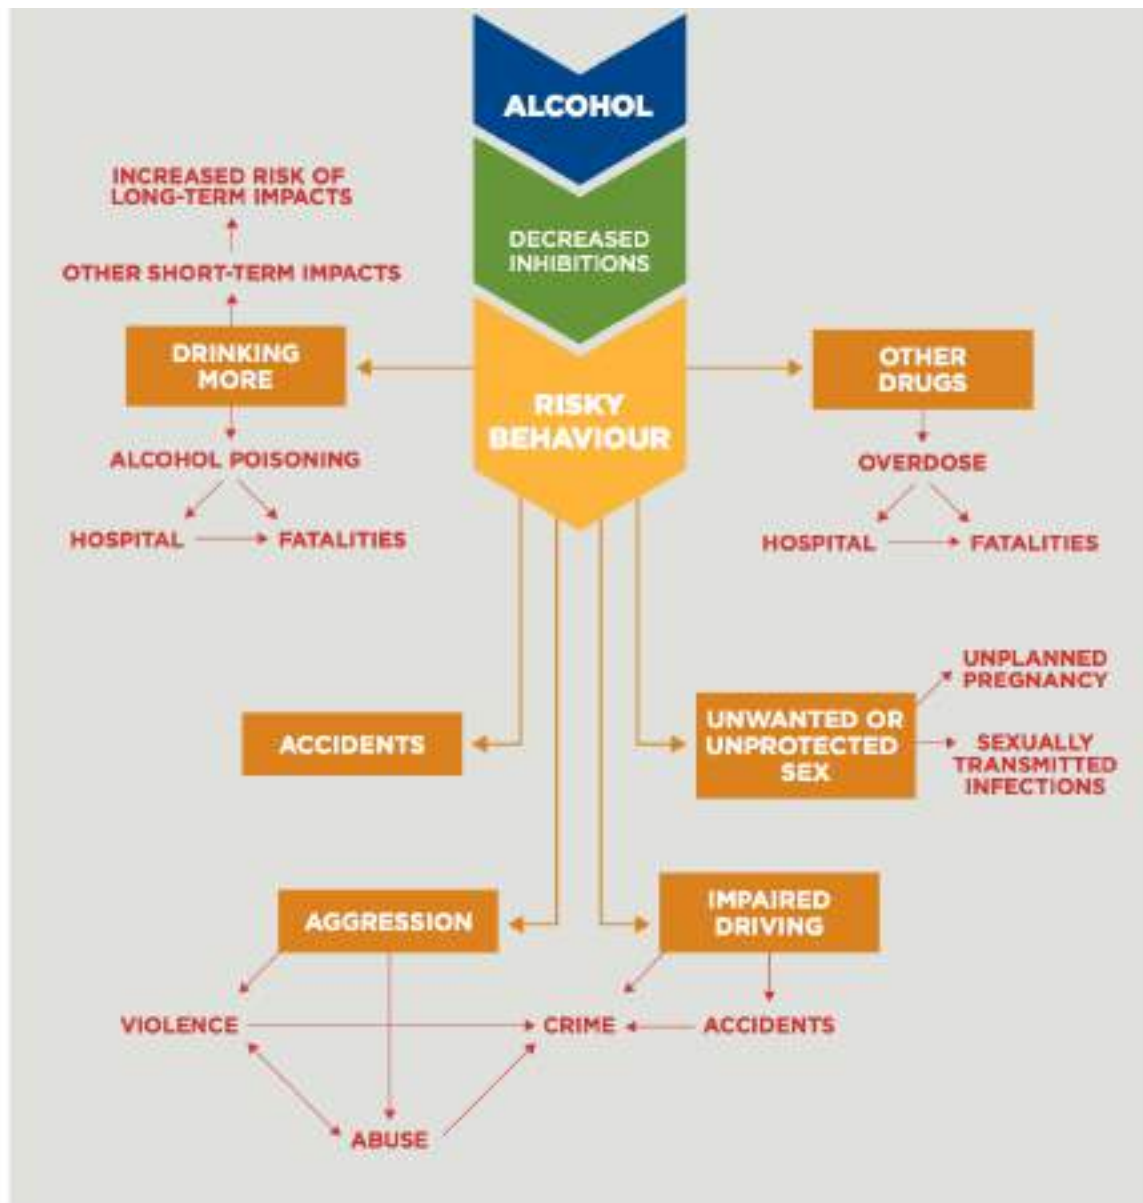 ALCOHOL
DECREASED
INHIBITIONS
RISKY
BEHAVIOUR
INCREASED RISK OF
LONG-TERM IMPACTS
OTHER SHORT-TERM IMPACTS
DRINKING
MORE
ALCOHOL POISONING
HOSPITAL
FATALITIES
OTHER
DRUGS
OVERDOSE
HOSPITAL
FATALITIES
ACCIDENTS
UNWANTED OR
UNPROTECTED
SEX
UNPLANNED
PREGNANCY
SEXUALLY
TRANSMITTED
INFECTIONS
AGGRESSION
VIOLENCE
ABUSE
CRIME
IMPAIRED
DRIVING
ACCIDENTS